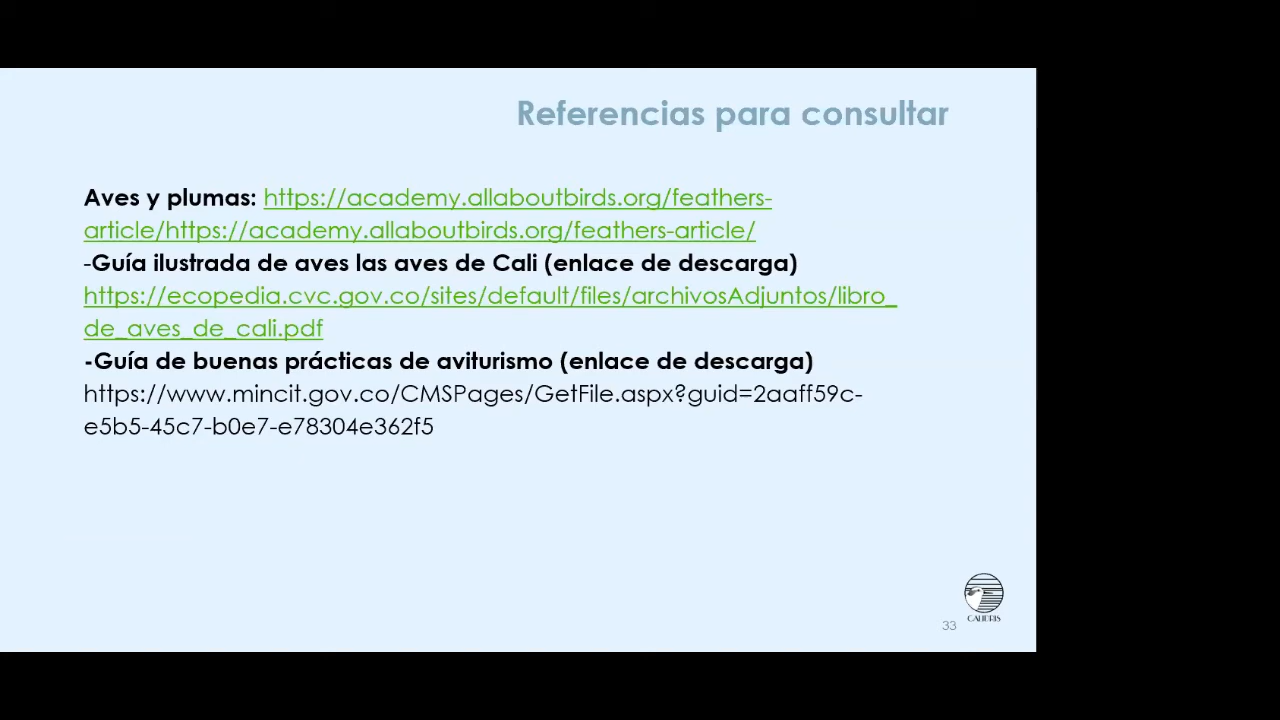 Referencias para consultar
Aves y plumas: https://academy.allaboutbirds.org/feathers-
article/https://academy.allaboutbirds.org/feathers-article/
-Guía ilustrada de aves las aves de Cali (enlace de descarga)
https://ecopedia.cvc.gov.co/sites/default/files/archivosAdjuntos/libro_
de_aves_de_cali.pdf
-Guía de buenas prácticas de aviturismo (enlace de descarga)
https://www.mincit.gov.co/CMSPages/GetFile.aspx?guid=2aaff59c-
e5b5-45c7-b0e7-e78304e362f5
CALIDRIS
33